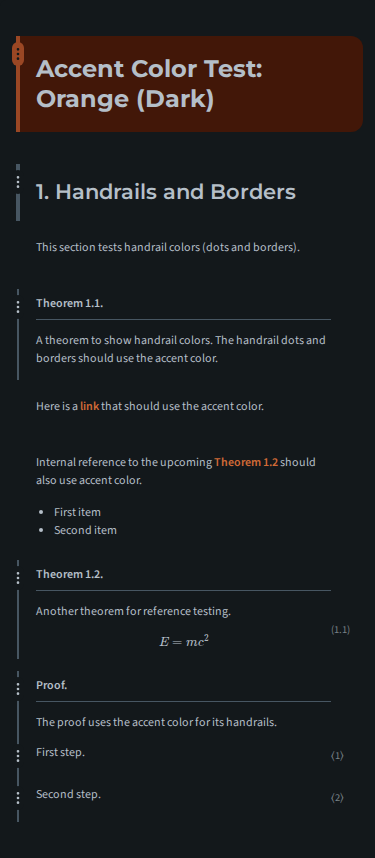 Accent Color Test:
Orange (Dark)
1. Handrails and Borders
This section tests handrail colors (dots and borders).
Theorem 1.1.
A theorem to show handrail colors. The handrail dots and
borders should use the accent color.
Here is a link that should use the accent color.
Internal reference to the upcoming Theorem 1.2 should
also use accent color.
• First item
• Second item
Theorem 1.2.
Another theorem for reference testing.
E = mc²
(1.1)
Proof.
The proof uses the accent color for its handrails.
First step.
(1)
Second step.
(2)